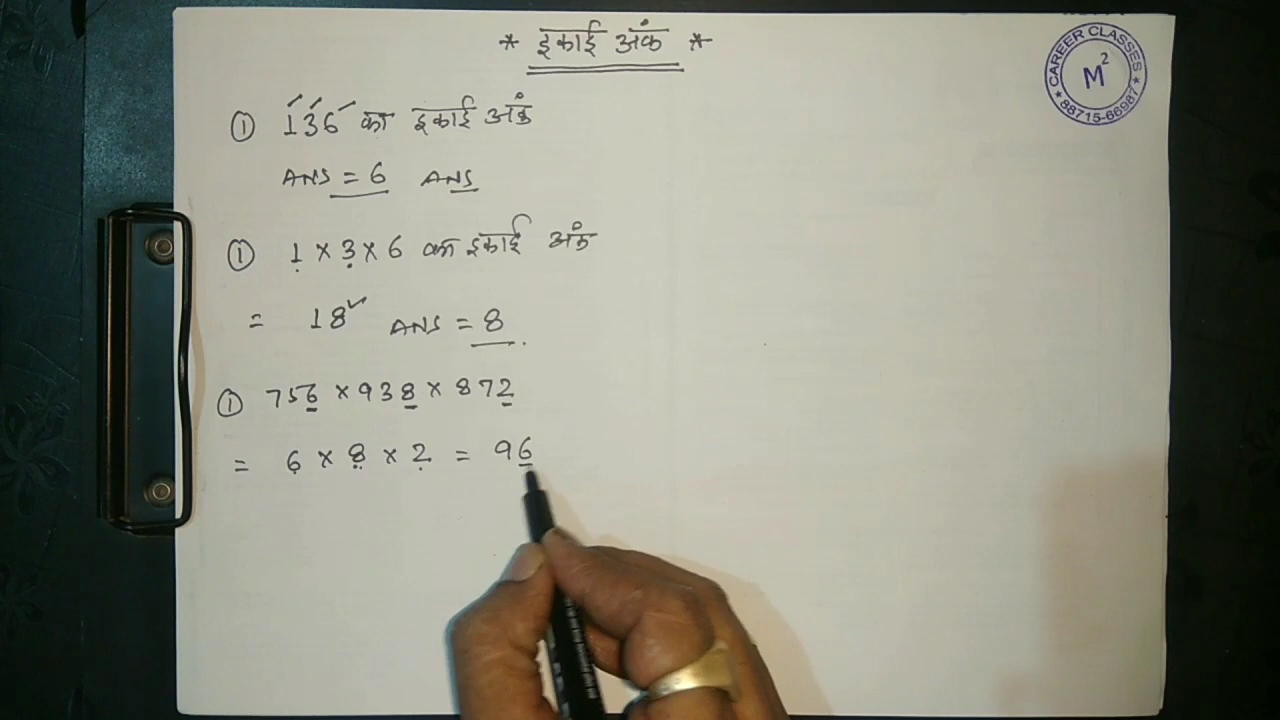 * इकाई अंक *
CAREER CLASSES
M²
* 88715-66987 *
① 136 का इकाई अंक
ANS = 6 ANS
① 1 × 3 × 6 का इकाई अंक
= 18 ANS = 8.
① 756 × 938 × 872
= 6 × 8 × 2 = 96